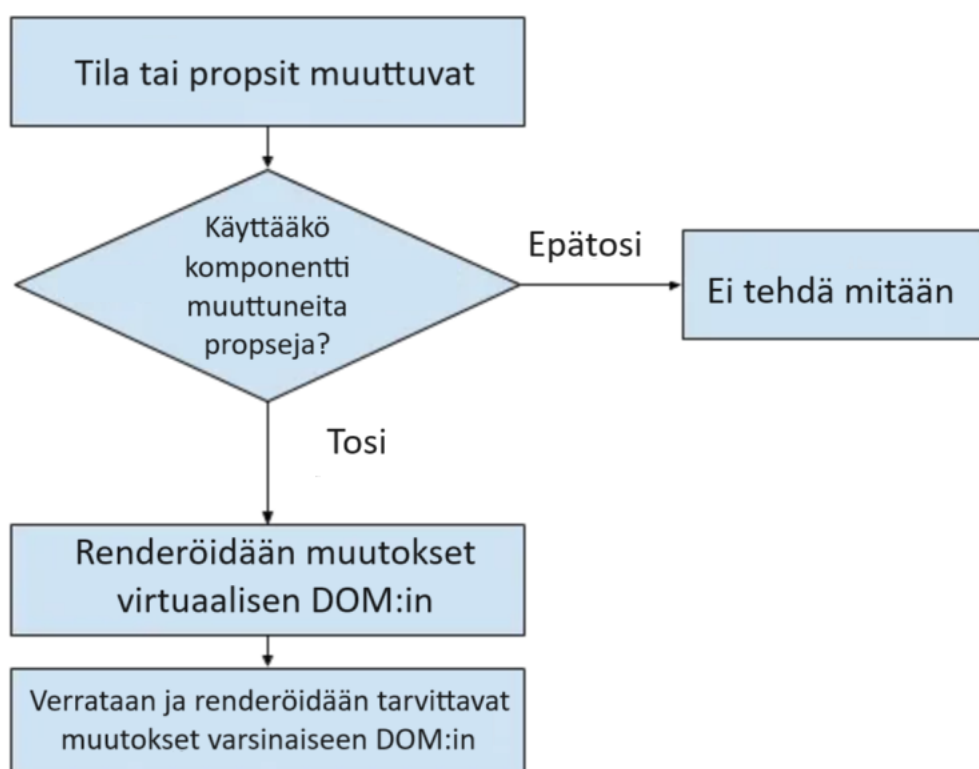 Tila tai propsit muuttuvat
Käyttääkö
komponentti
muuttuneita
propseja?
Epätosi
Ei tehdä mitään
Tosi
Renderöidään muutokset
virtuaalisen DOM:in
Verrataan ja renderöidään tarvittavat
muutokset varsinaiseen DOM:in